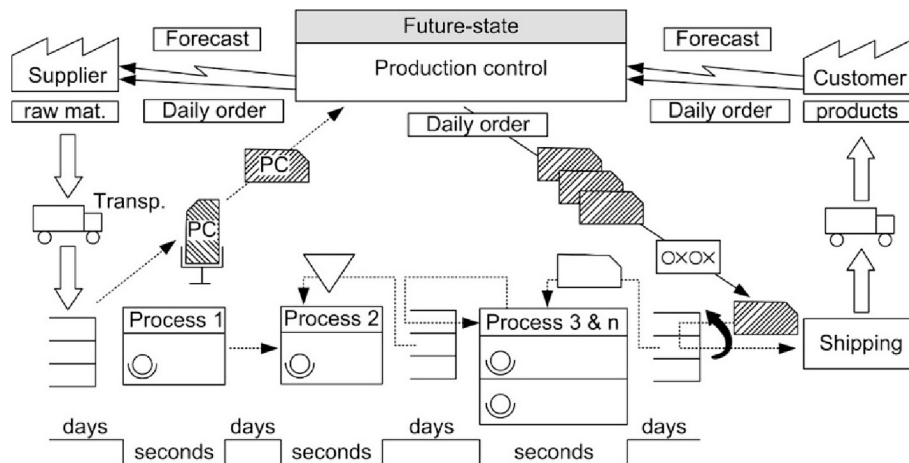 Future-state
Forecast
Forecast
Supplier
Production control
Customer
raw mat.
Daily order
Daily order
Daily order
products
PC
Transp.
PC
OXOX
Process 1
Process 2
Process 3 & n
Shipping
days
days
days
days
seconds
seconds
seconds